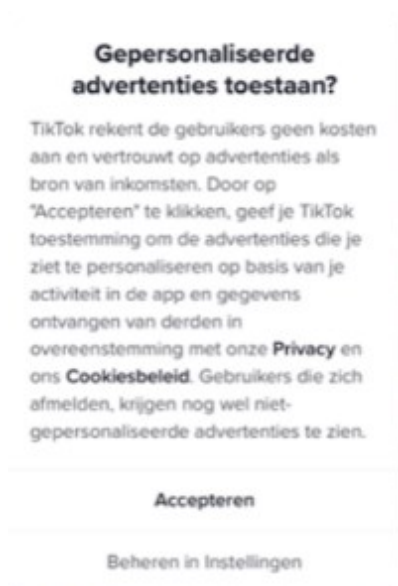 Gepersonaliseerde
advertenties toestaan?
TikTok rekent de gebruikers geen kosten
aan en vertrouwt op advertenties als
bron van inkomsten. Door op
"Accepteren" te klikken, geef je TikTok
toestemming om de advertenties die je
ziet te personaliseren op basis van je
activiteit in de app en gegevens
ontvangen van derden in
overeenstemming met onze Privacy en
ons Cookiesbeleid. Gebruikers die zich
afmelden, krijgen nog wel niet-
gepersonaliseerde advertenties te zien.
Accepteren
Beheren in Instellingen